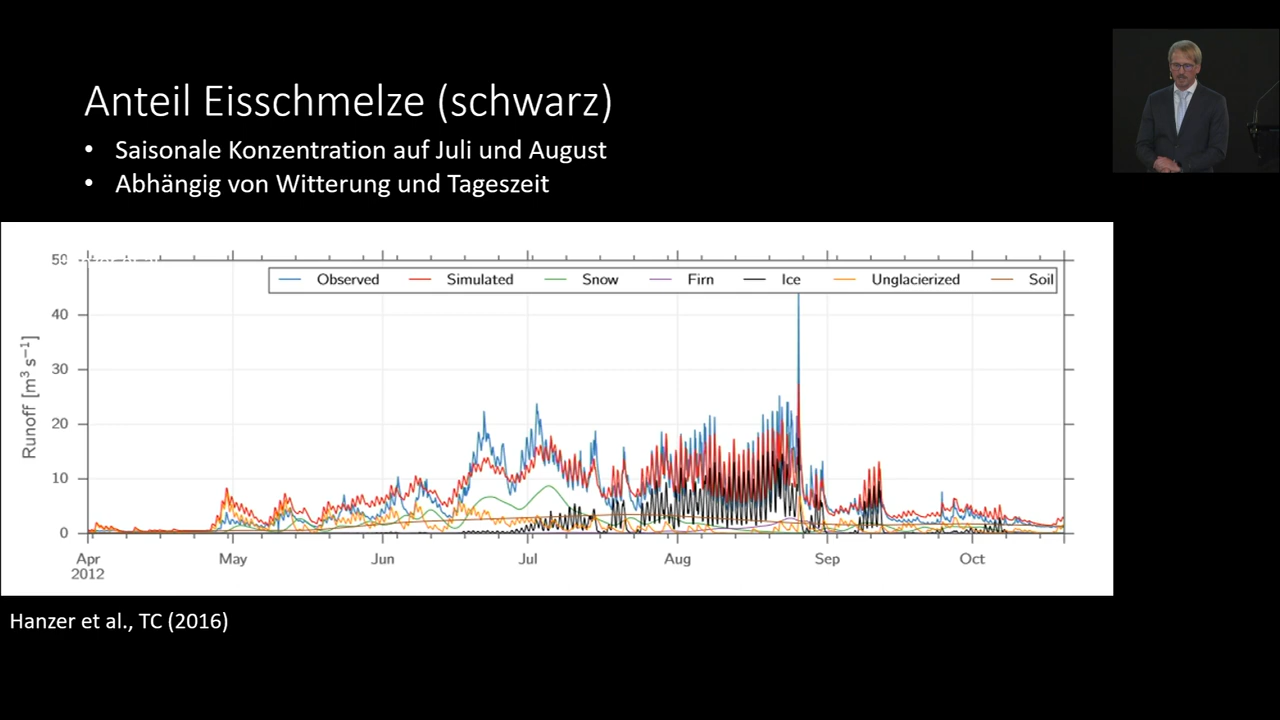 Anteil Eisschmelze (schwarz)
• Saisonale Konzentration auf Juli und August
• Abhängig von Witterung und Tageszeit
Observed Simulated Snow Firn Ice Unglacierized Soil
Runoff [m³ s⁻¹]
50
40
30
20
10
0
Apr May Jun Jul Aug Sep Oct
2012
Hanzer et al., TC (2016)